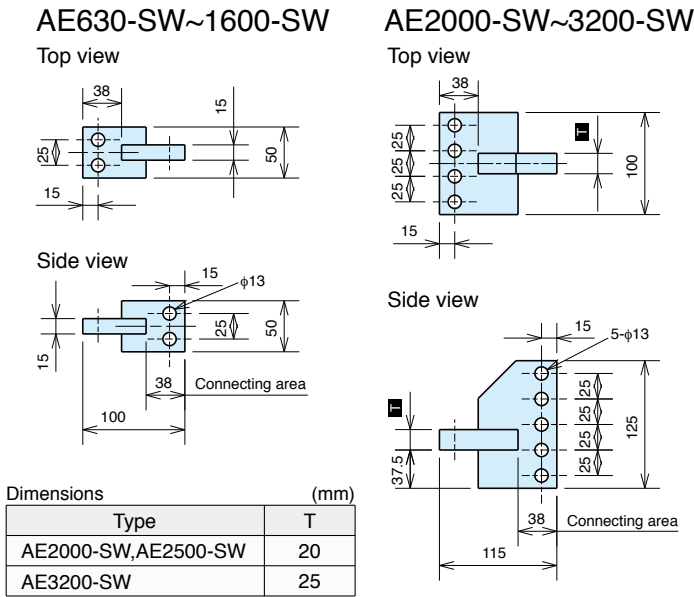 AE630-SW~1600-SW
Top view
38
15
25
50
15
Side view
15
φ13
25
50
15
38
Connecting area
100
Dimensions (mm)
Type T
AE2000-SW,AE2500-SW 20
AE3200-SW 25
AE2000-SW~3200-SW
Top view
38
25
25
25
T
100
15
Side view
15
5-φ13
T
25
25
25
25
125
37.5
38
Connecting area
115